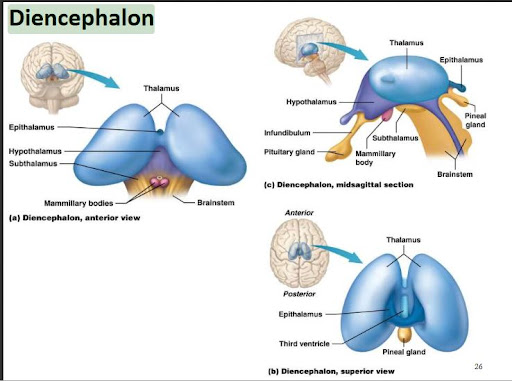 Diencephalon
Thalamus
Epithalamus
Hypothalamus
Subthalamus
Mammillary bodies
Brainstem
(a) Diencephalon, anterior view
Thalamus
Epithalamus
Hypothalamus
Pineal
gland
Infundibulum
Subthalamus
Pituitary gland
Mammillary
body
Brainstem
(c) Diencephalon, midsagittal section
Anterior
Thalamus
Posterior
Epithalamus
Third ventricle
Pineal gland
(b) Diencephalon, superior view
26